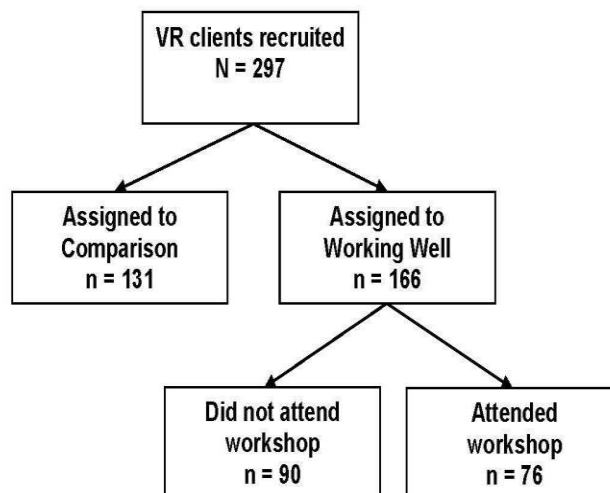 VR clients recruited
N = 297
Assigned to
Comparison
n = 131
Assigned to
Working Well
n = 166
Did not attend
workshop
n = 90
Attended
workshop
n = 76